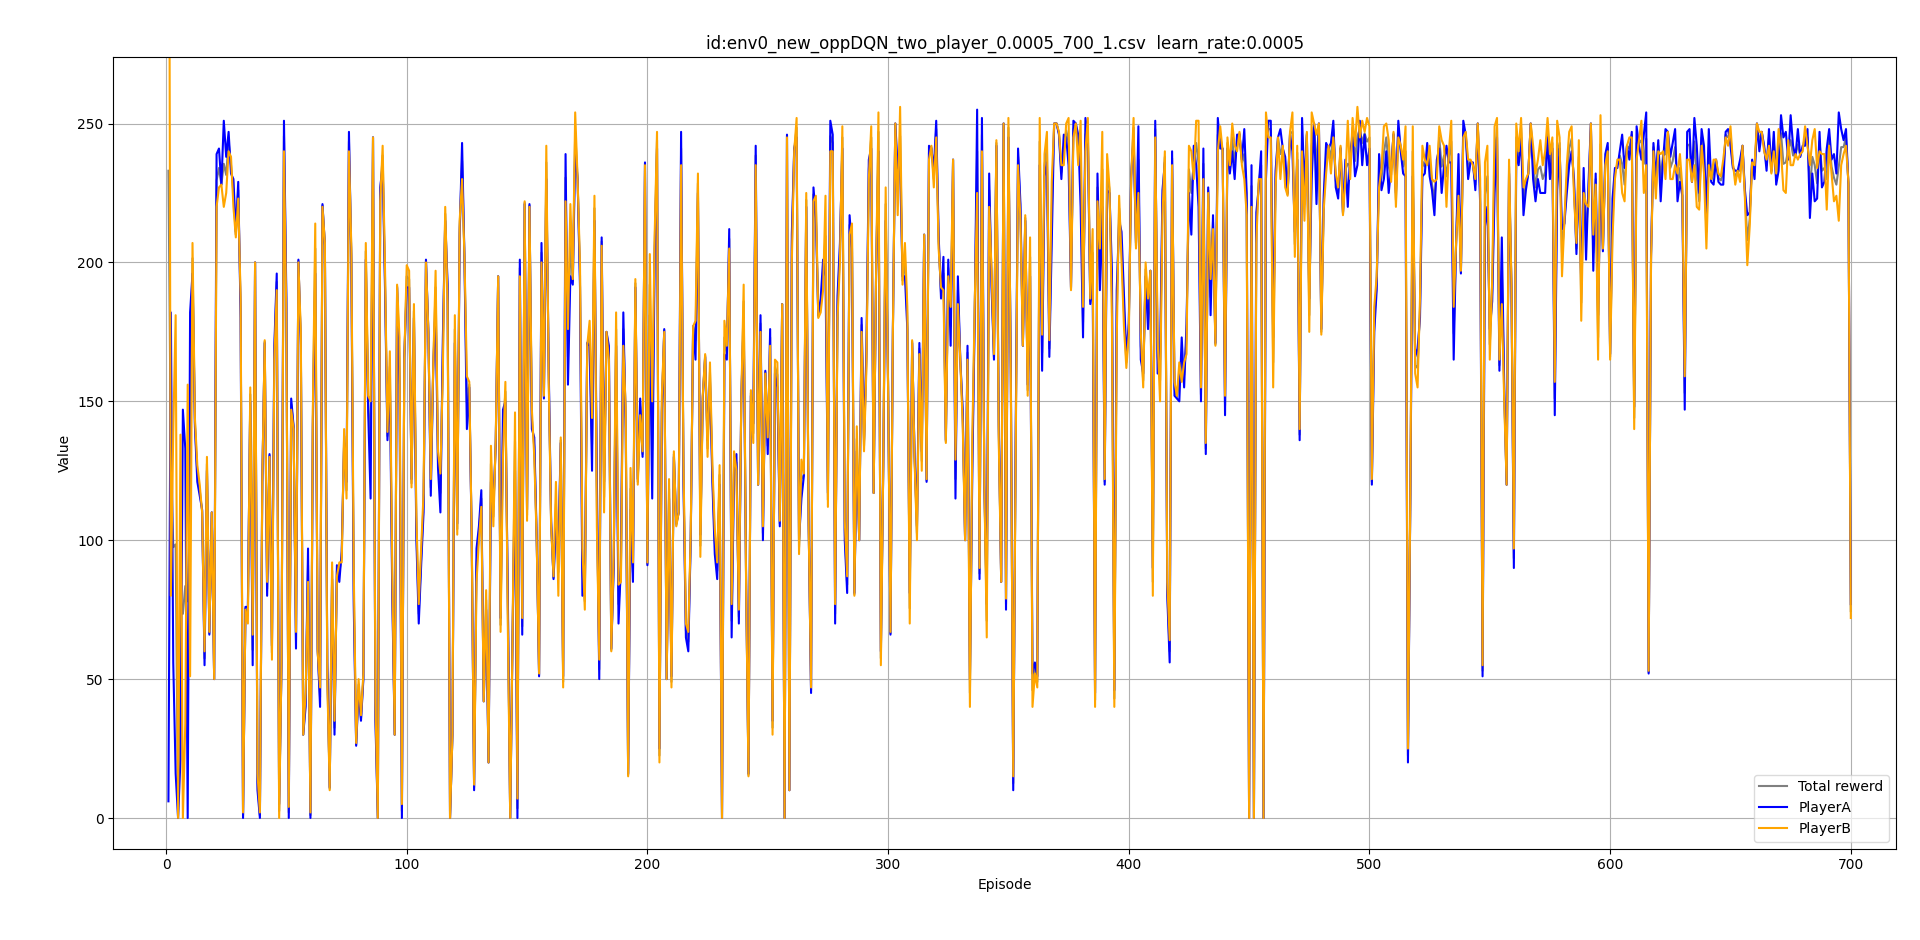 id:env0_new_oppDQN_two_player_0.0005_700_1.csv  learn_rate:0.0005
Value
250
200
150
100
50
0
0 100 200 300 400 500 600 700
Episode
Total rewerd
PlayerA
PlayerB